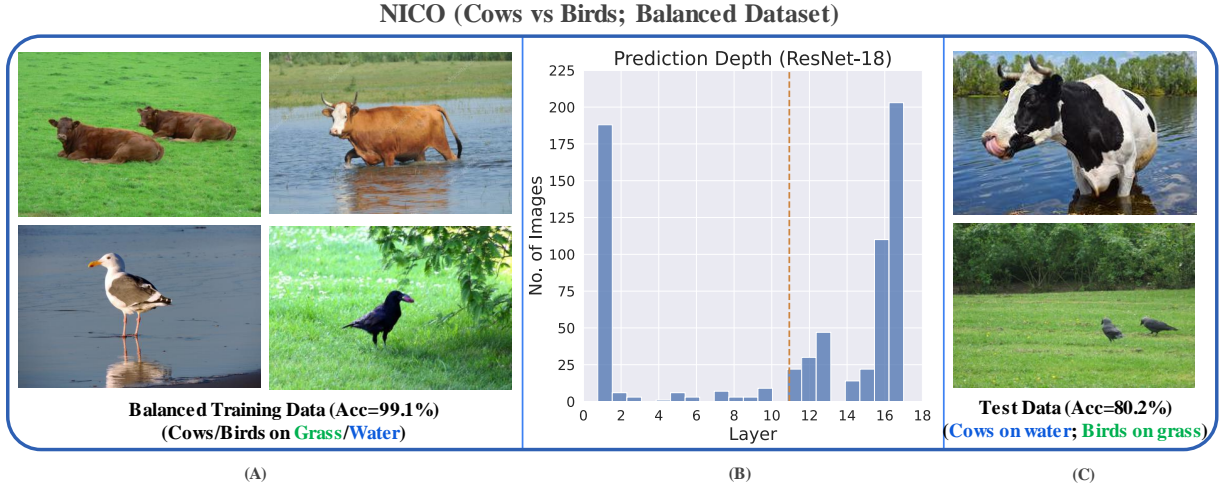 NICO (Cows vs Birds; Balanced Dataset)
Balanced Training Data (Acc=99.1%)
(Cows/Birds on Grass/Water)
(A)
Prediction Depth (ResNet-18)
No. of Images
225
200
175
150
125
100
75
50
25
0
0 2 4 6 8 10 12 14 16 18
Layer
(B)
Test Data (Acc=80.2%)
(Cows on water; Birds on grass)
(C)